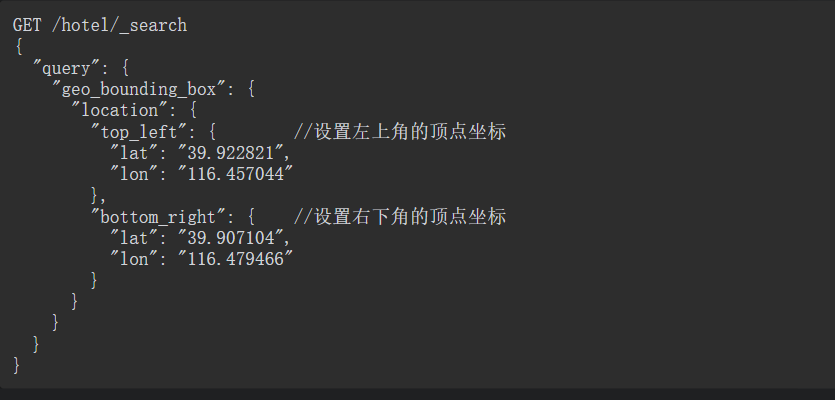 GET /hotel/_search
{
  "query": {
    "geo_bounding_box": {
      "location": {
        "top_left": {        //设置左上角的顶点坐标
          "lat": "39.922821",
          "lon": "116.457044"
        },
        "bottom_right": {    //设置右下角的顶点坐标
          "lat": "39.907104",
          "lon": "116.479466"
        }
      }
    }
  }
}